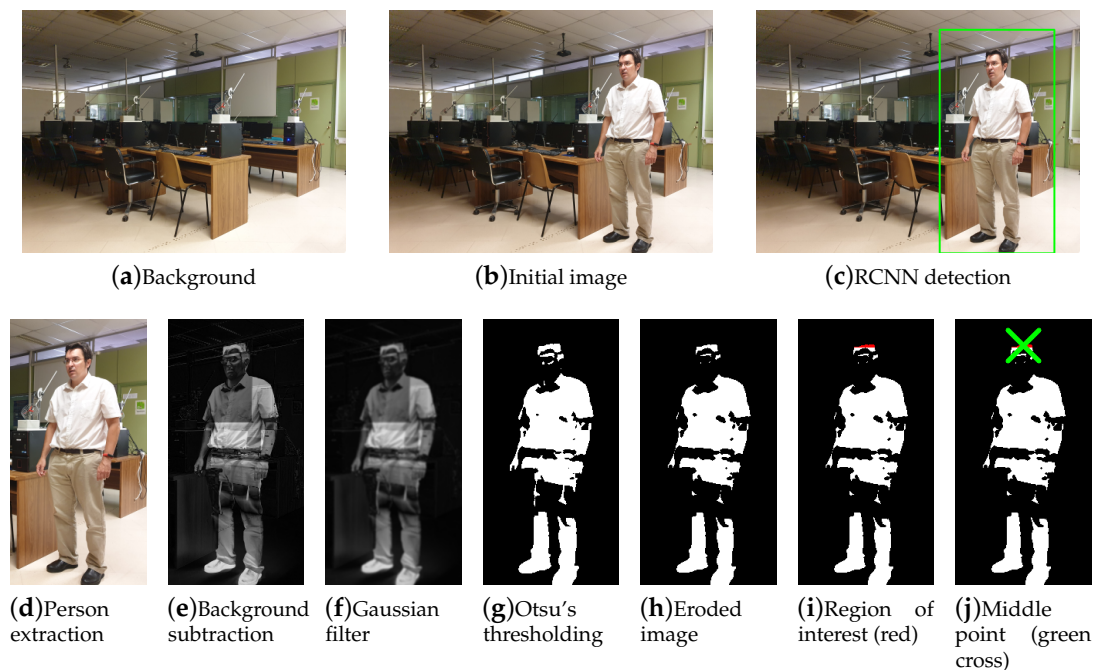 (a)Background
(b)Initial image
(c)RCNN detection
(d)Person
extraction
(e)Background
subtraction
(f)Gaussian
filter
(g)Otsu's
thresholding
(h)Eroded
image
(i)Region of
interest (red)
(j)Middle
point (green
cross)